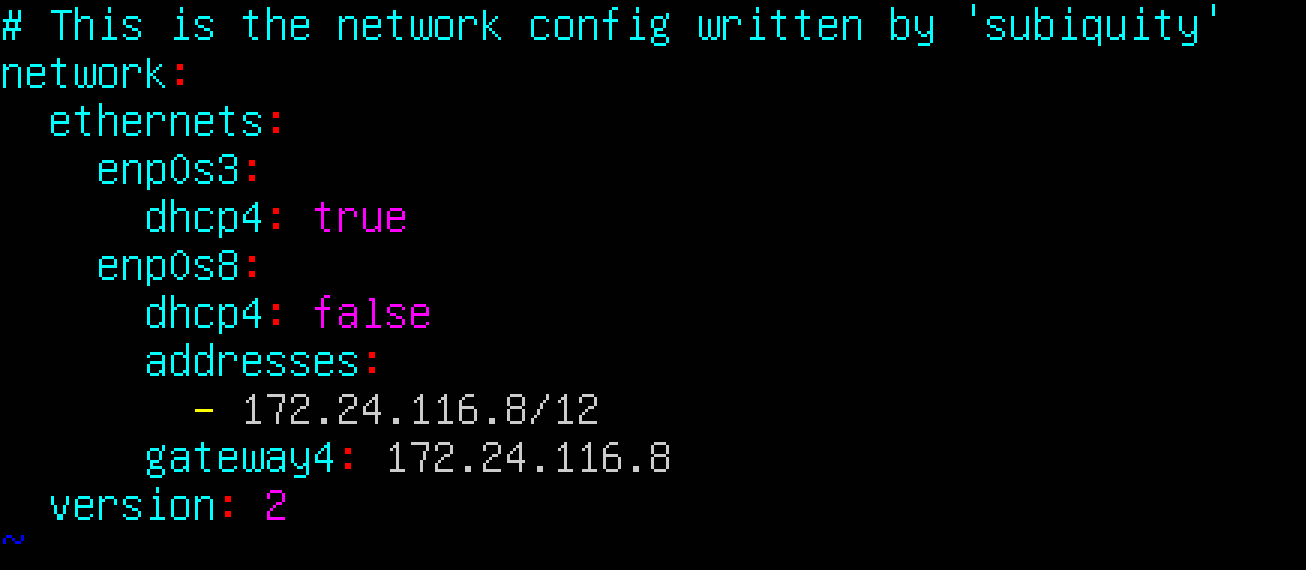 # This is the network config written by 'subiquity'
network:
  ethernets:
    enp0s3:
      dhcp4: true
    enp0s8:
      dhcp4: false
      addresses:
        - 172.24.116.8/12
      gateway4: 172.24.116.8
  version: 2
~